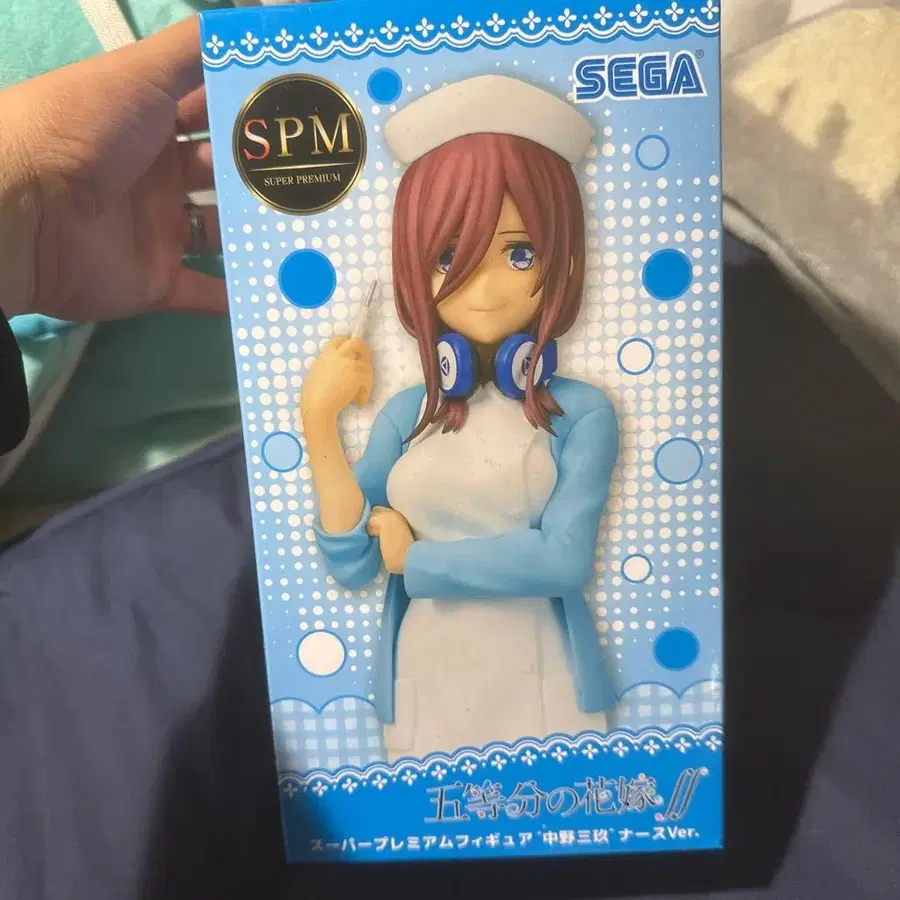 SEGA®
SPM
SUPER PREMIUM
五等分の花嫁∬
スーパープレミアムフィギュア"中野三玖"ナースVer.